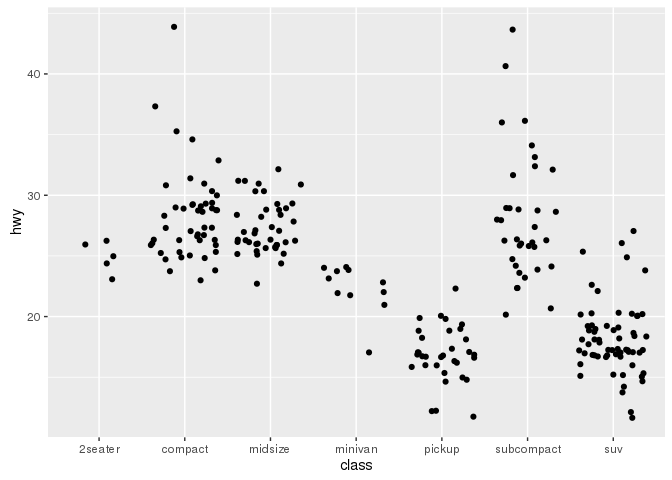 40
30
20
hwy
2seater compact midsize minivan pickup subcompact suv
class